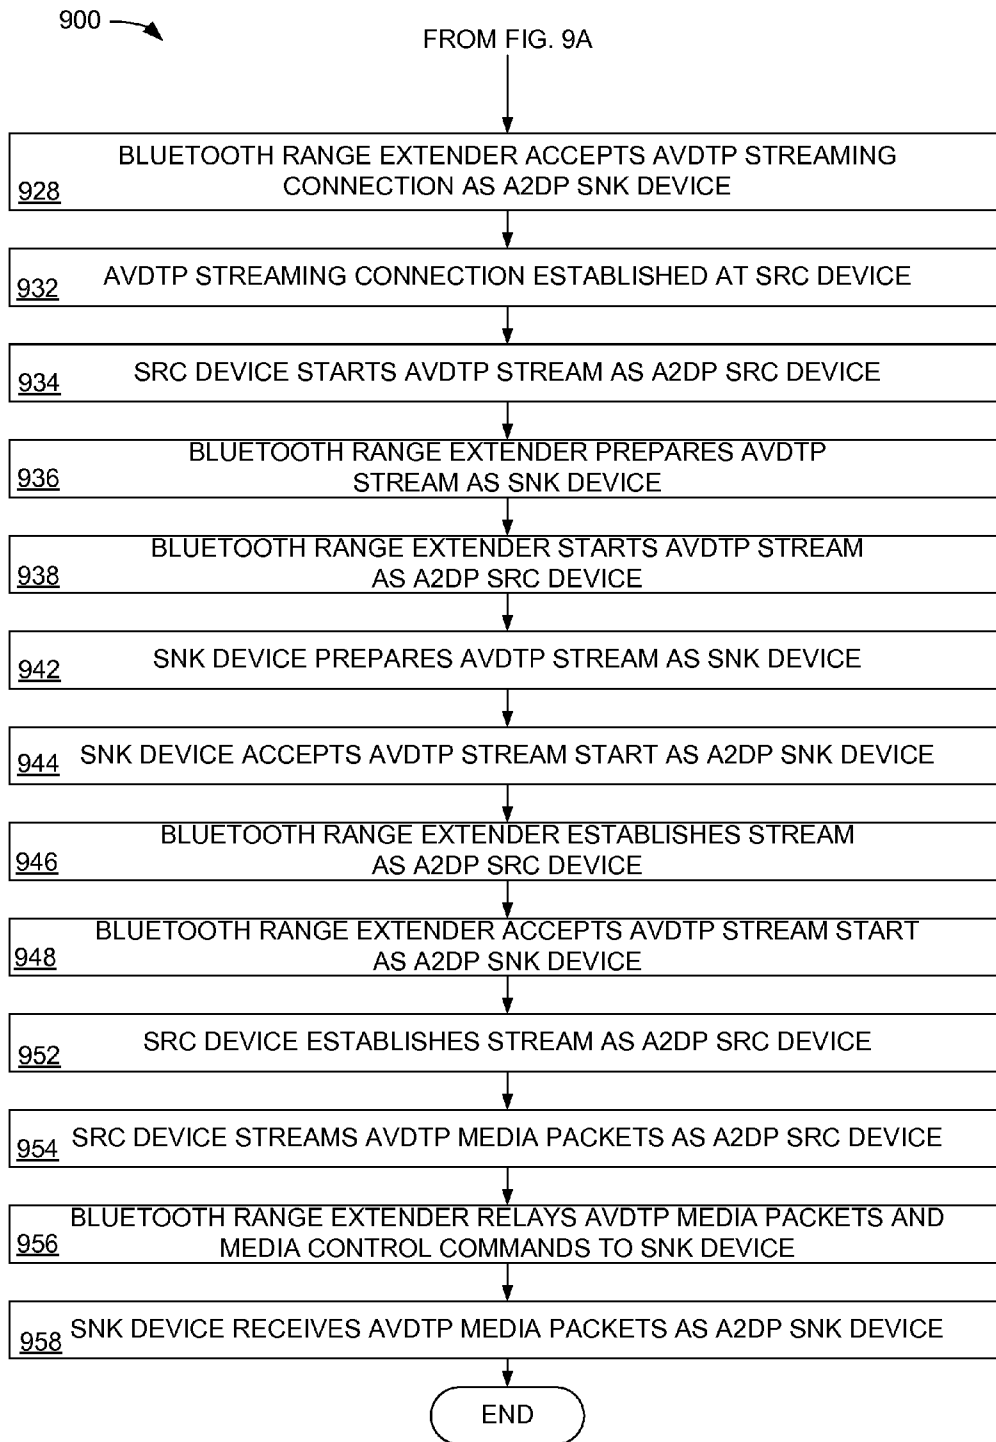 900
FROM FIG. 9A
BLUETOOTH RANGE EXTENDER ACCEPTS AVDTP STREAMING
CONNECTION AS A2DP SNK DEVICE
928
AVDTP STREAMING CONNECTION ESTABLISHED AT SRC DEVICE
932
SRC DEVICE STARTS AVDTP STREAM AS A2DP SRC DEVICE
934
BLUETOOTH RANGE EXTENDER PREPARES AVDTP
STREAM AS SNK DEVICE
936
BLUETOOTH RANGE EXTENDER STARTS AVDTP STREAM
AS A2DP SRC DEVICE
938
SNK DEVICE PREPARES AVDTP STREAM AS SNK DEVICE
942
SNK DEVICE ACCEPTS AVDTP STREAM START AS A2DP SNK DEVICE
944
BLUETOOTH RANGE EXTENDER ESTABLISHES STREAM
AS A2DP SRC DEVICE
946
BLUETOOTH RANGE EXTENDER ACCEPTS AVDTP STREAM START
AS A2DP SNK DEVICE
948
SRC DEVICE ESTABLISHES STREAM AS A2DP SRC DEVICE
952
SRC DEVICE STREAMS AVDTP MEDIA PACKETS AS A2DP SRC DEVICE
954
BLUETOOTH RANGE EXTENDER RELAYS AVDTP MEDIA PACKETS AND
MEDIA CONTROL COMMANDS TO SNK DEVICE
956
SNK DEVICE RECEIVES AVDTP MEDIA PACKETS AS A2DP SNK DEVICE
958
END